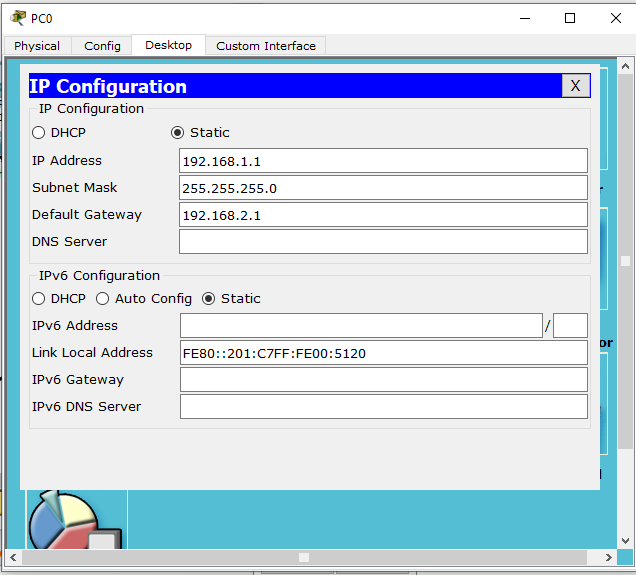 PC0
Physical Config Desktop Custom Interface
IP Configuration X
IP Configuration
DHCP Static
IP Address 192.168.1.1
Subnet Mask 255.255.255.0
Default Gateway 192.168.2.1
DNS Server
IPv6 Configuration
DHCP Auto Config Static
IPv6 Address /
Link Local Address FE80::201:C7FF:FE00:5120
IPv6 Gateway
IPv6 DNS Server